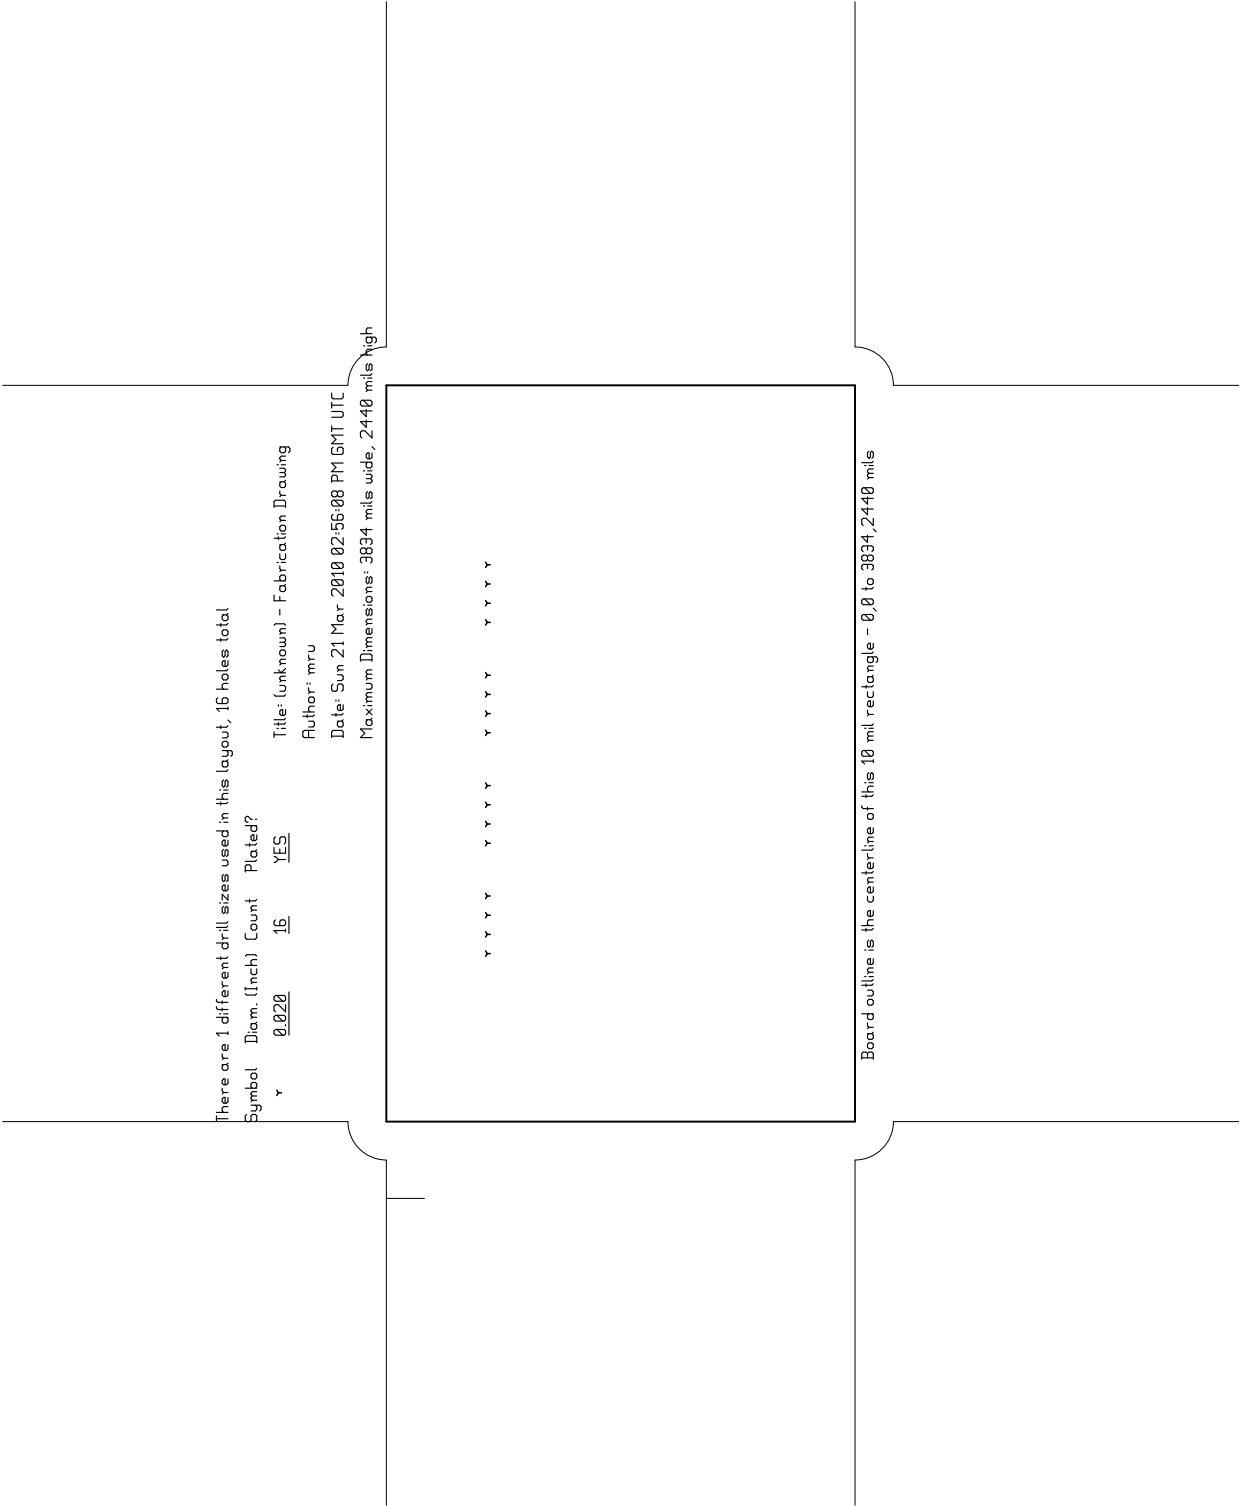 There are 1 different drill sizes used in this layout, 16 holes total
Symbol Diam. (Inch) Count Plated?
0.020 16 YES
Title: (unknown) - Fabrication Drawing
Author: mru
Date: Sun 21 Mar 2010 02:56:08 PM GMT UTC
Maximum Dimensions: 3834 mils wide, 2440 mils high
Board outline is the centerline of this 10 mil rectangle - 0,0 to 3834,2440 mils